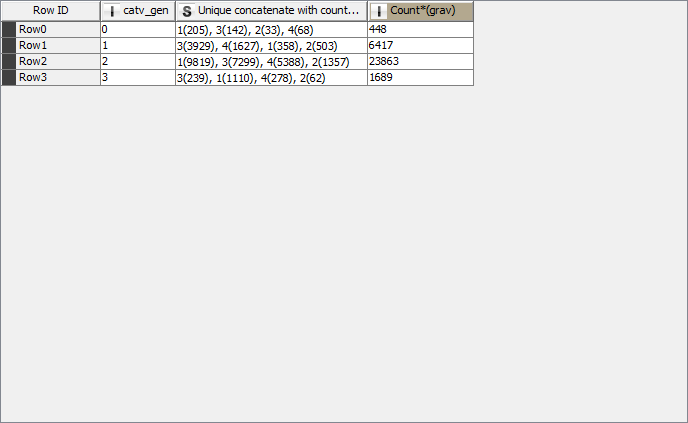 Row ID I catv_gen S Unique concatenate with count... I Count*(grav)
Row0 0 1(205), 3(142), 2(33), 4(68) 448
Row1 1 3(3929), 4(1627), 1(358), 2(503) 6417
Row2 2 1(9819), 3(7299), 4(5388), 2(1357) 23863
Row3 3 3(239), 1(1110), 4(278), 2(62) 1689